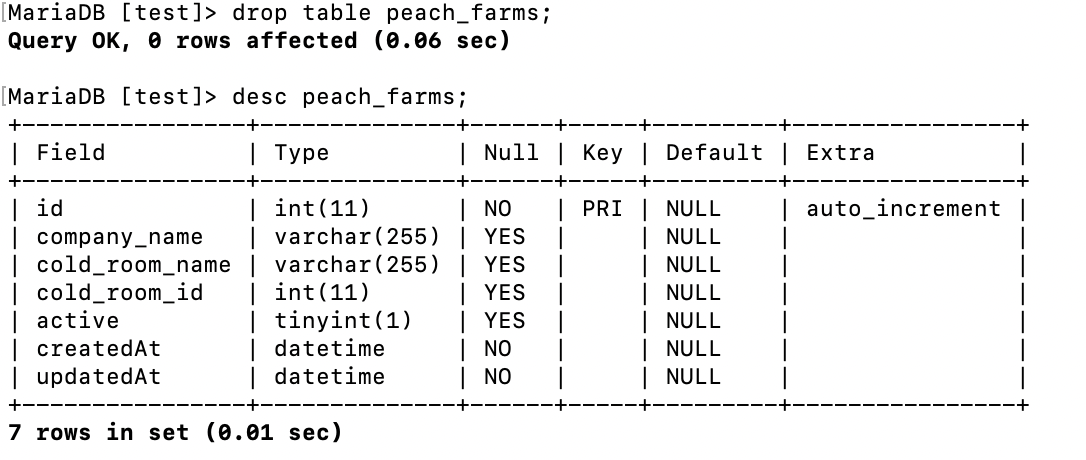 [MariaDB [test]> drop table peach_farms;
Query OK, 0 rows affected (0.06 sec)

[MariaDB [test]> desc peach_farms;
+----------------+--------------+------+-----+---------+----------------+
| Field          | Type         | Null | Key | Default | Extra          |
+----------------+--------------+------+-----+---------+----------------+
| id             | int(11)      | NO   | PRI | NULL    | auto_increment |
| company_name   | varchar(255) | YES  |     | NULL    |                |
| cold_room_name | varchar(255) | YES  |     | NULL    |                |
| cold_room_id   | int(11)      | YES  |     | NULL    |                |
| active         | tinyint(1)   | YES  |     | NULL    |                |
| createdAt      | datetime     | NO   |     | NULL    |                |
| updatedAt      | datetime     | NO   |     | NULL    |                |
+----------------+--------------+------+-----+---------+----------------+
7 rows in set (0.01 sec)